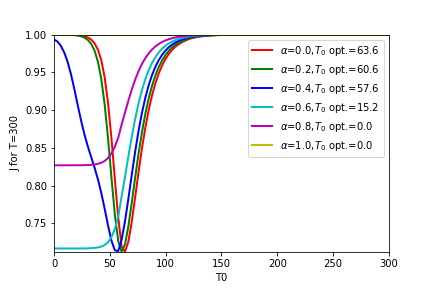 1.00
0.95
0.90
0.85
0.80
0.75
J for T=300
0 50 100 150 200 250 300
T0
α=0.0,T₀ opt.=63.6
α=0.2,T₀ opt.=60.6
α=0.4,T₀ opt.=57.6
α=0.6,T₀ opt.=15.2
α=0.8,T₀ opt.=0.0
α=1.0,T₀ opt.=0.0